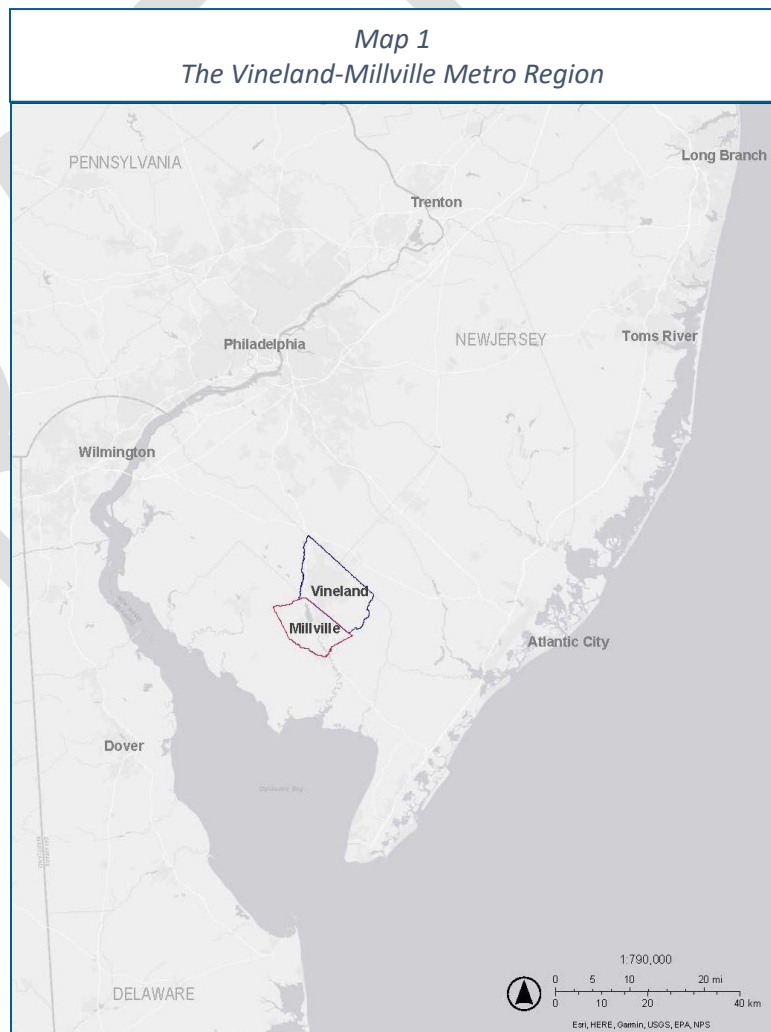 Map 1
The Vineland-Millville Metro Region
PENNSYLVANIA
Long Branch
Trenton
Philadelphia
NEWJERSEY
Toms River
Wilmington
Vineland
Millville
Atlantic City
Dover
Delaware Bay
DELAWARE
1:790,000
0 5 10 20 mi
0 10 20 40 km
Esri, HERE, Garmin, USGS, EPA, NPS